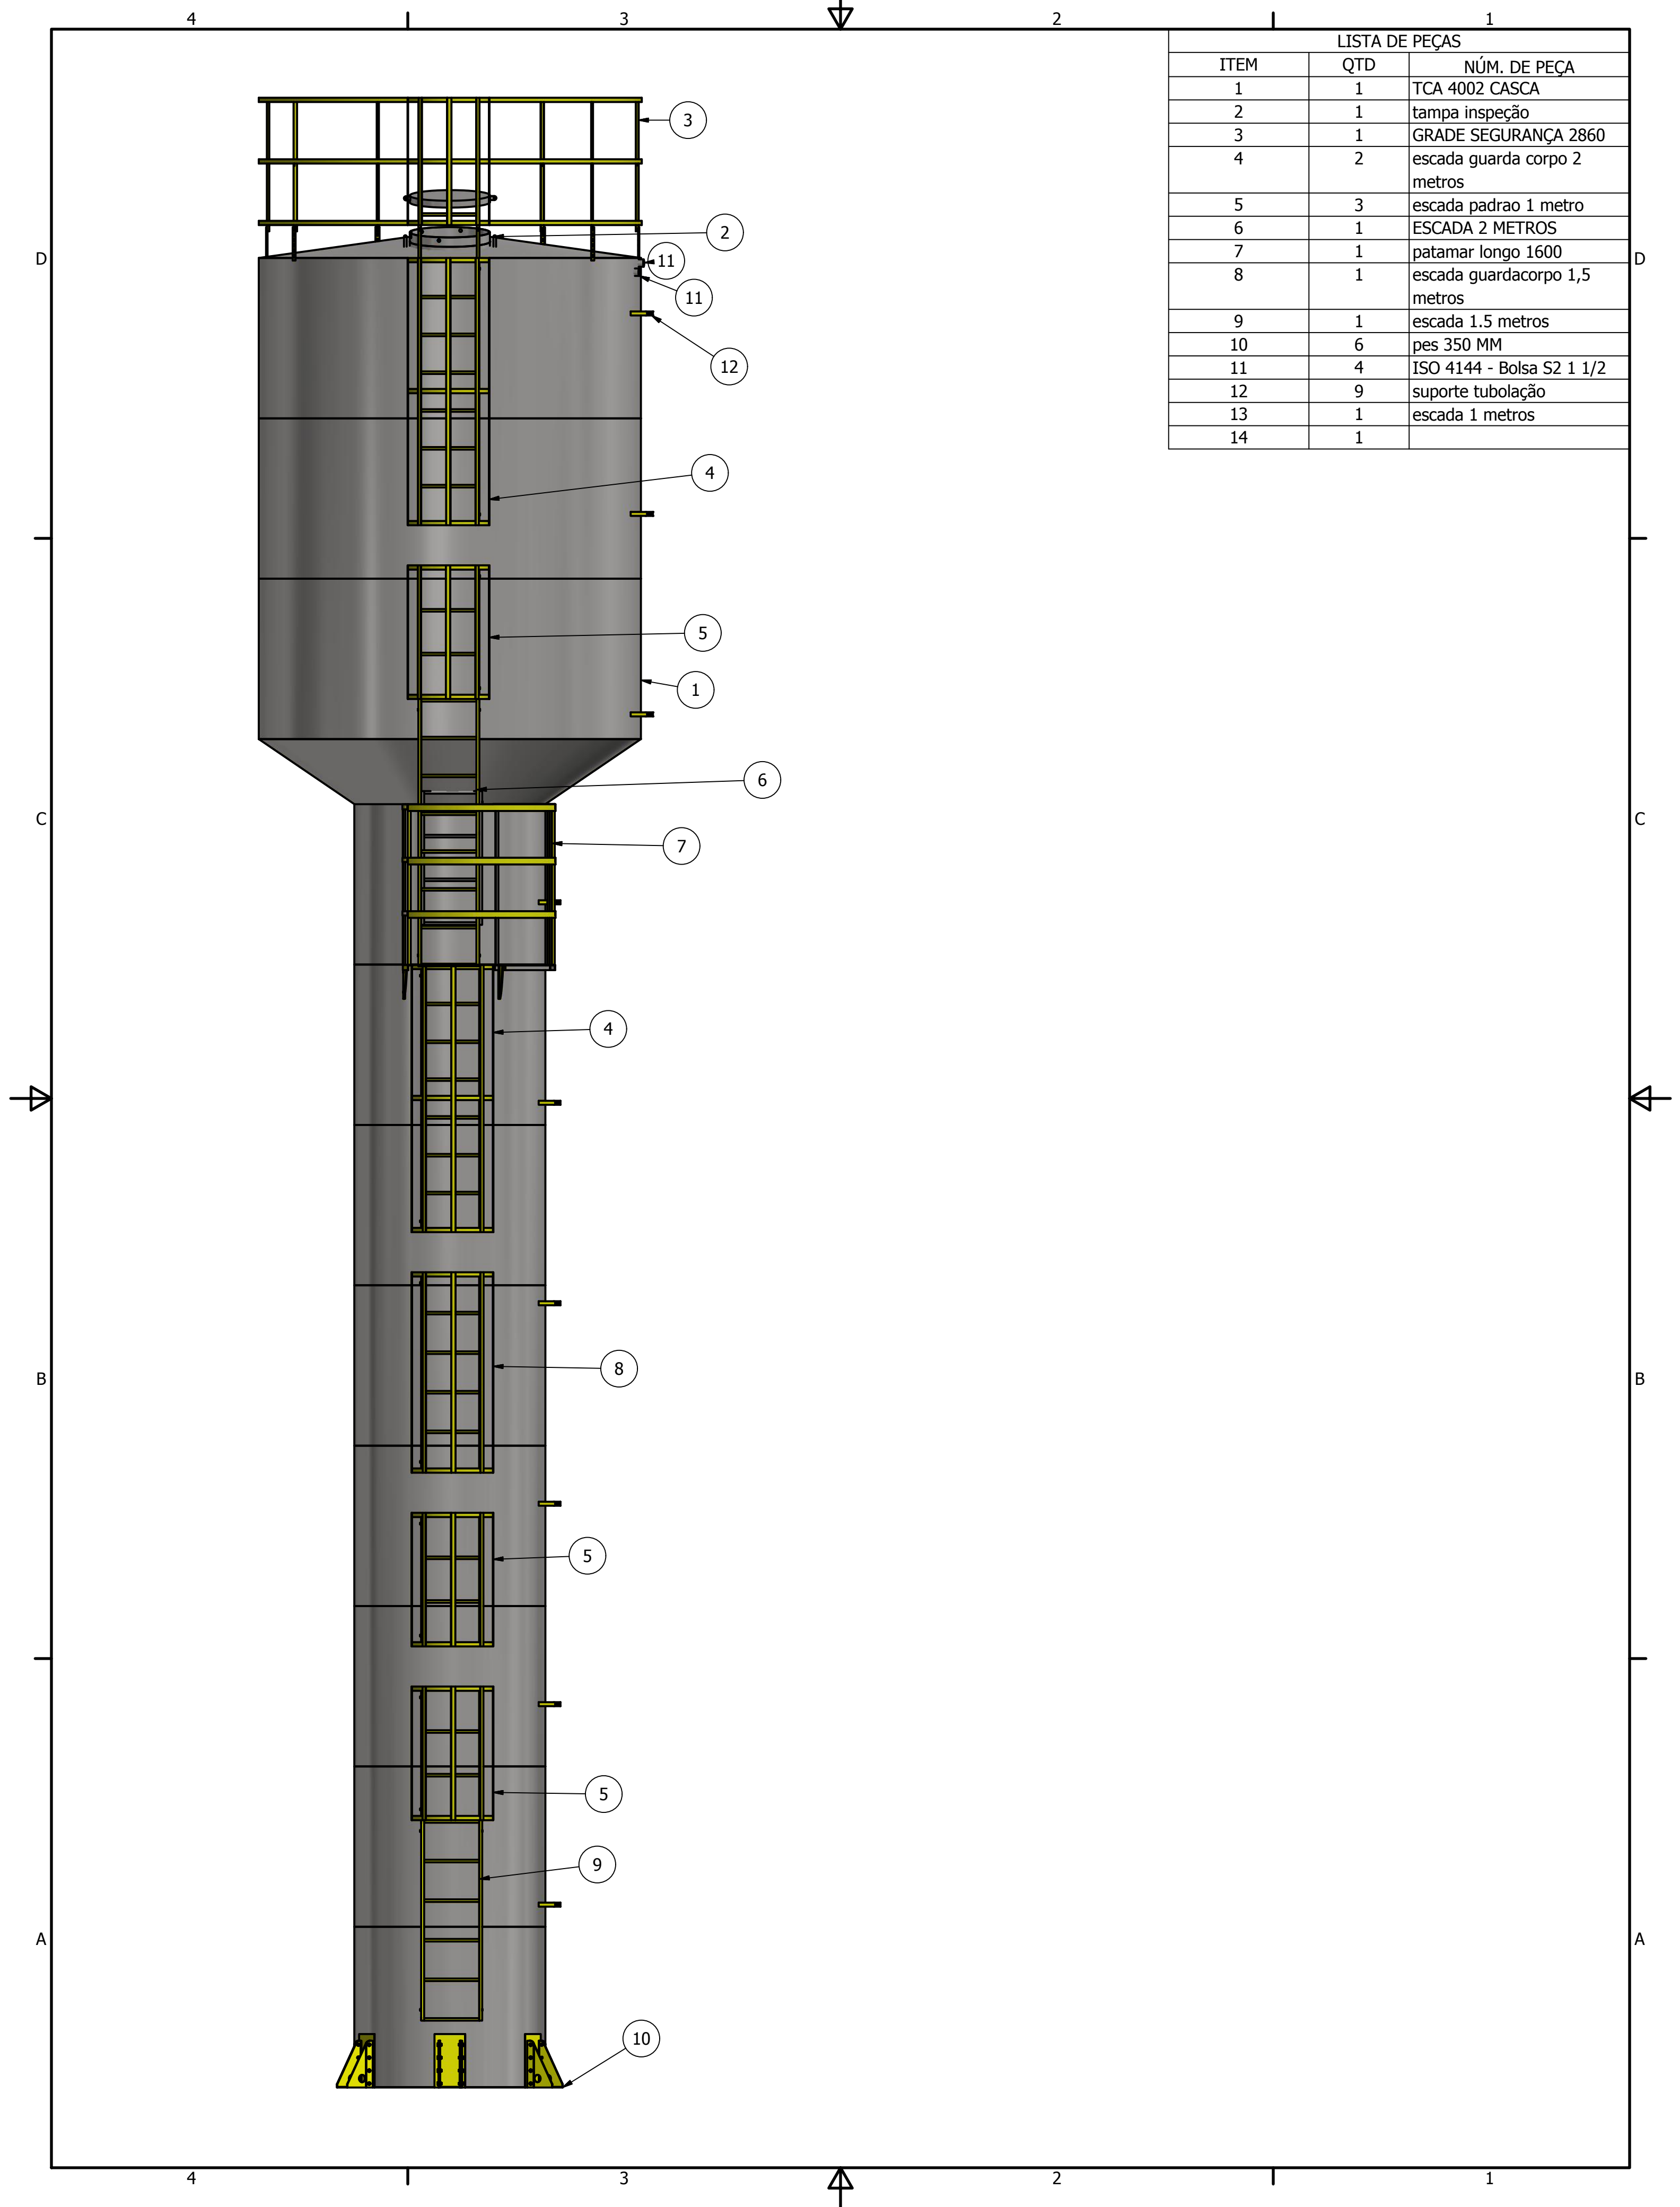 4 3 2 1
LISTA DE PEÇAS
ITEM QTD NÚM. DE PEÇA
1 1 TCA 4002 CASCA
2 1 tampa inspeção
3 1 GRADE SEGURANÇA 2860
4 2 escada guarda corpo 2
metros
5 3 escada padrao 1 metro
6 1 ESCADA 2 METROS
7 1 patamar longo 1600
8 1 escada guardacorpo 1,5
metros
9 1 escada 1.5 metros
10 6 pes 350 MM
11 4 ISO 4144 - Bolsa S2 1 1/2
12 9 suporte tubolação
13 1 escada 1 metros
14 1
3
2
D 11 D
11
12
4
5
1
6
C C
7
4
B 8 B
5
5
9
A A
10
4 3 2 1